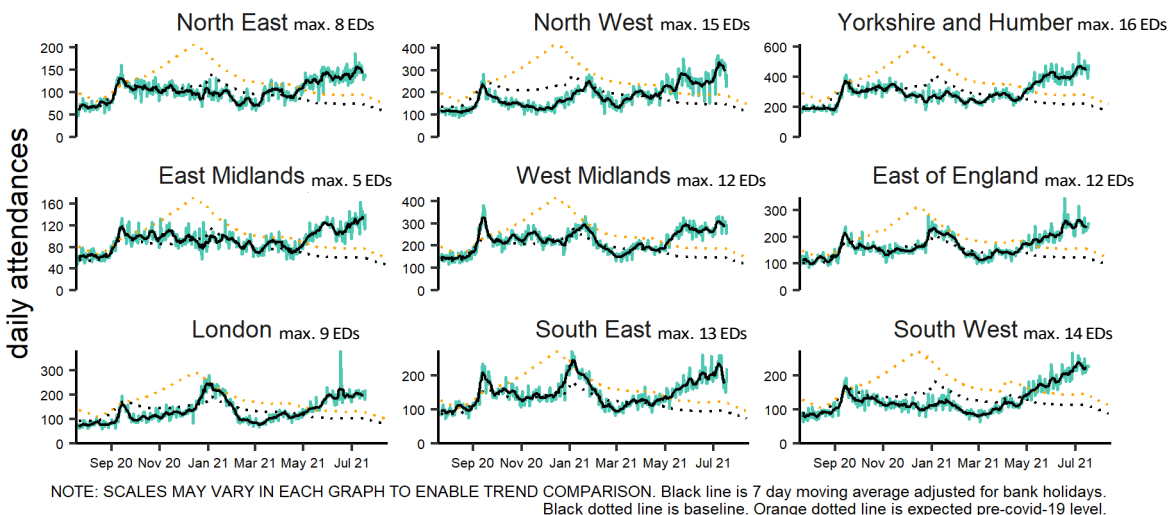 North East max. 8 EDs
North West max. 15 EDs
Yorkshire and Humber max. 16 EDs
200
150
100
50
0
400
300
200
100
0
600
400
200
0
daily attendances
East Midlands max. 5 EDs
West Midlands max. 12 EDs
East of England max. 12 EDs
160
120
80
40
0
400
300
200
100
0
300
200
100
0
London max. 9 EDs
South East max. 13 EDs
South West max. 14 EDs
300
200
100
0
200
100
0
200
100
0
Sep 20 Nov 20 Jan 21 Mar 21 May 21 Jul 21
Sep 20 Nov 20 Jan 21 Mar 21 May 21 Jul 21
Sep 20 Nov 20 Jan 21 Mar 21 May 21 Jul 21
NOTE: SCALES MAY VARY IN EACH GRAPH TO ENABLE TREND COMPARISON. Black line is 7 day moving average adjusted for bank holidays.
Black dotted line is baseline. Orange dotted line is expected pre-covid-19 level.